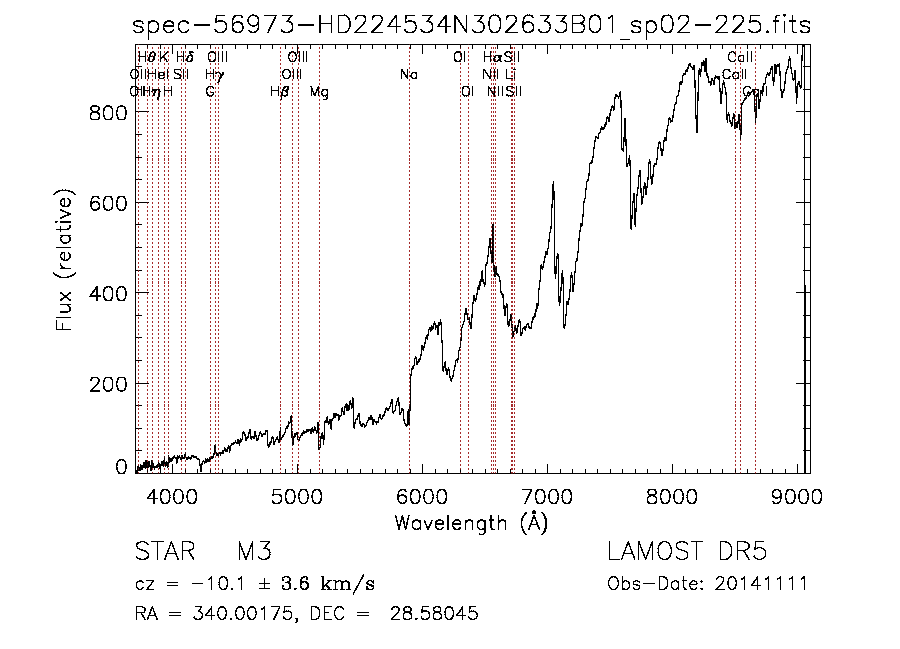 spec-56973-HD224534N302633B01_sp02-225.fits
Hθ K Hδ OIII OIII OI Hα SII CaII
OII HeI SII Hγ OIII NII Li CaII
OII Hη H G Hβ Mg Na OI NII SII CaII
800
600
400
200
0
Flux (relative)
4000 5000 6000 7000 8000 9000
Wavelength (Å)
STAR M3 LAMOST DR5
cz = -10.1 ± 3.6 km/s Obs-Date: 20141111
RA = 340.00175, DEC = 28.58045